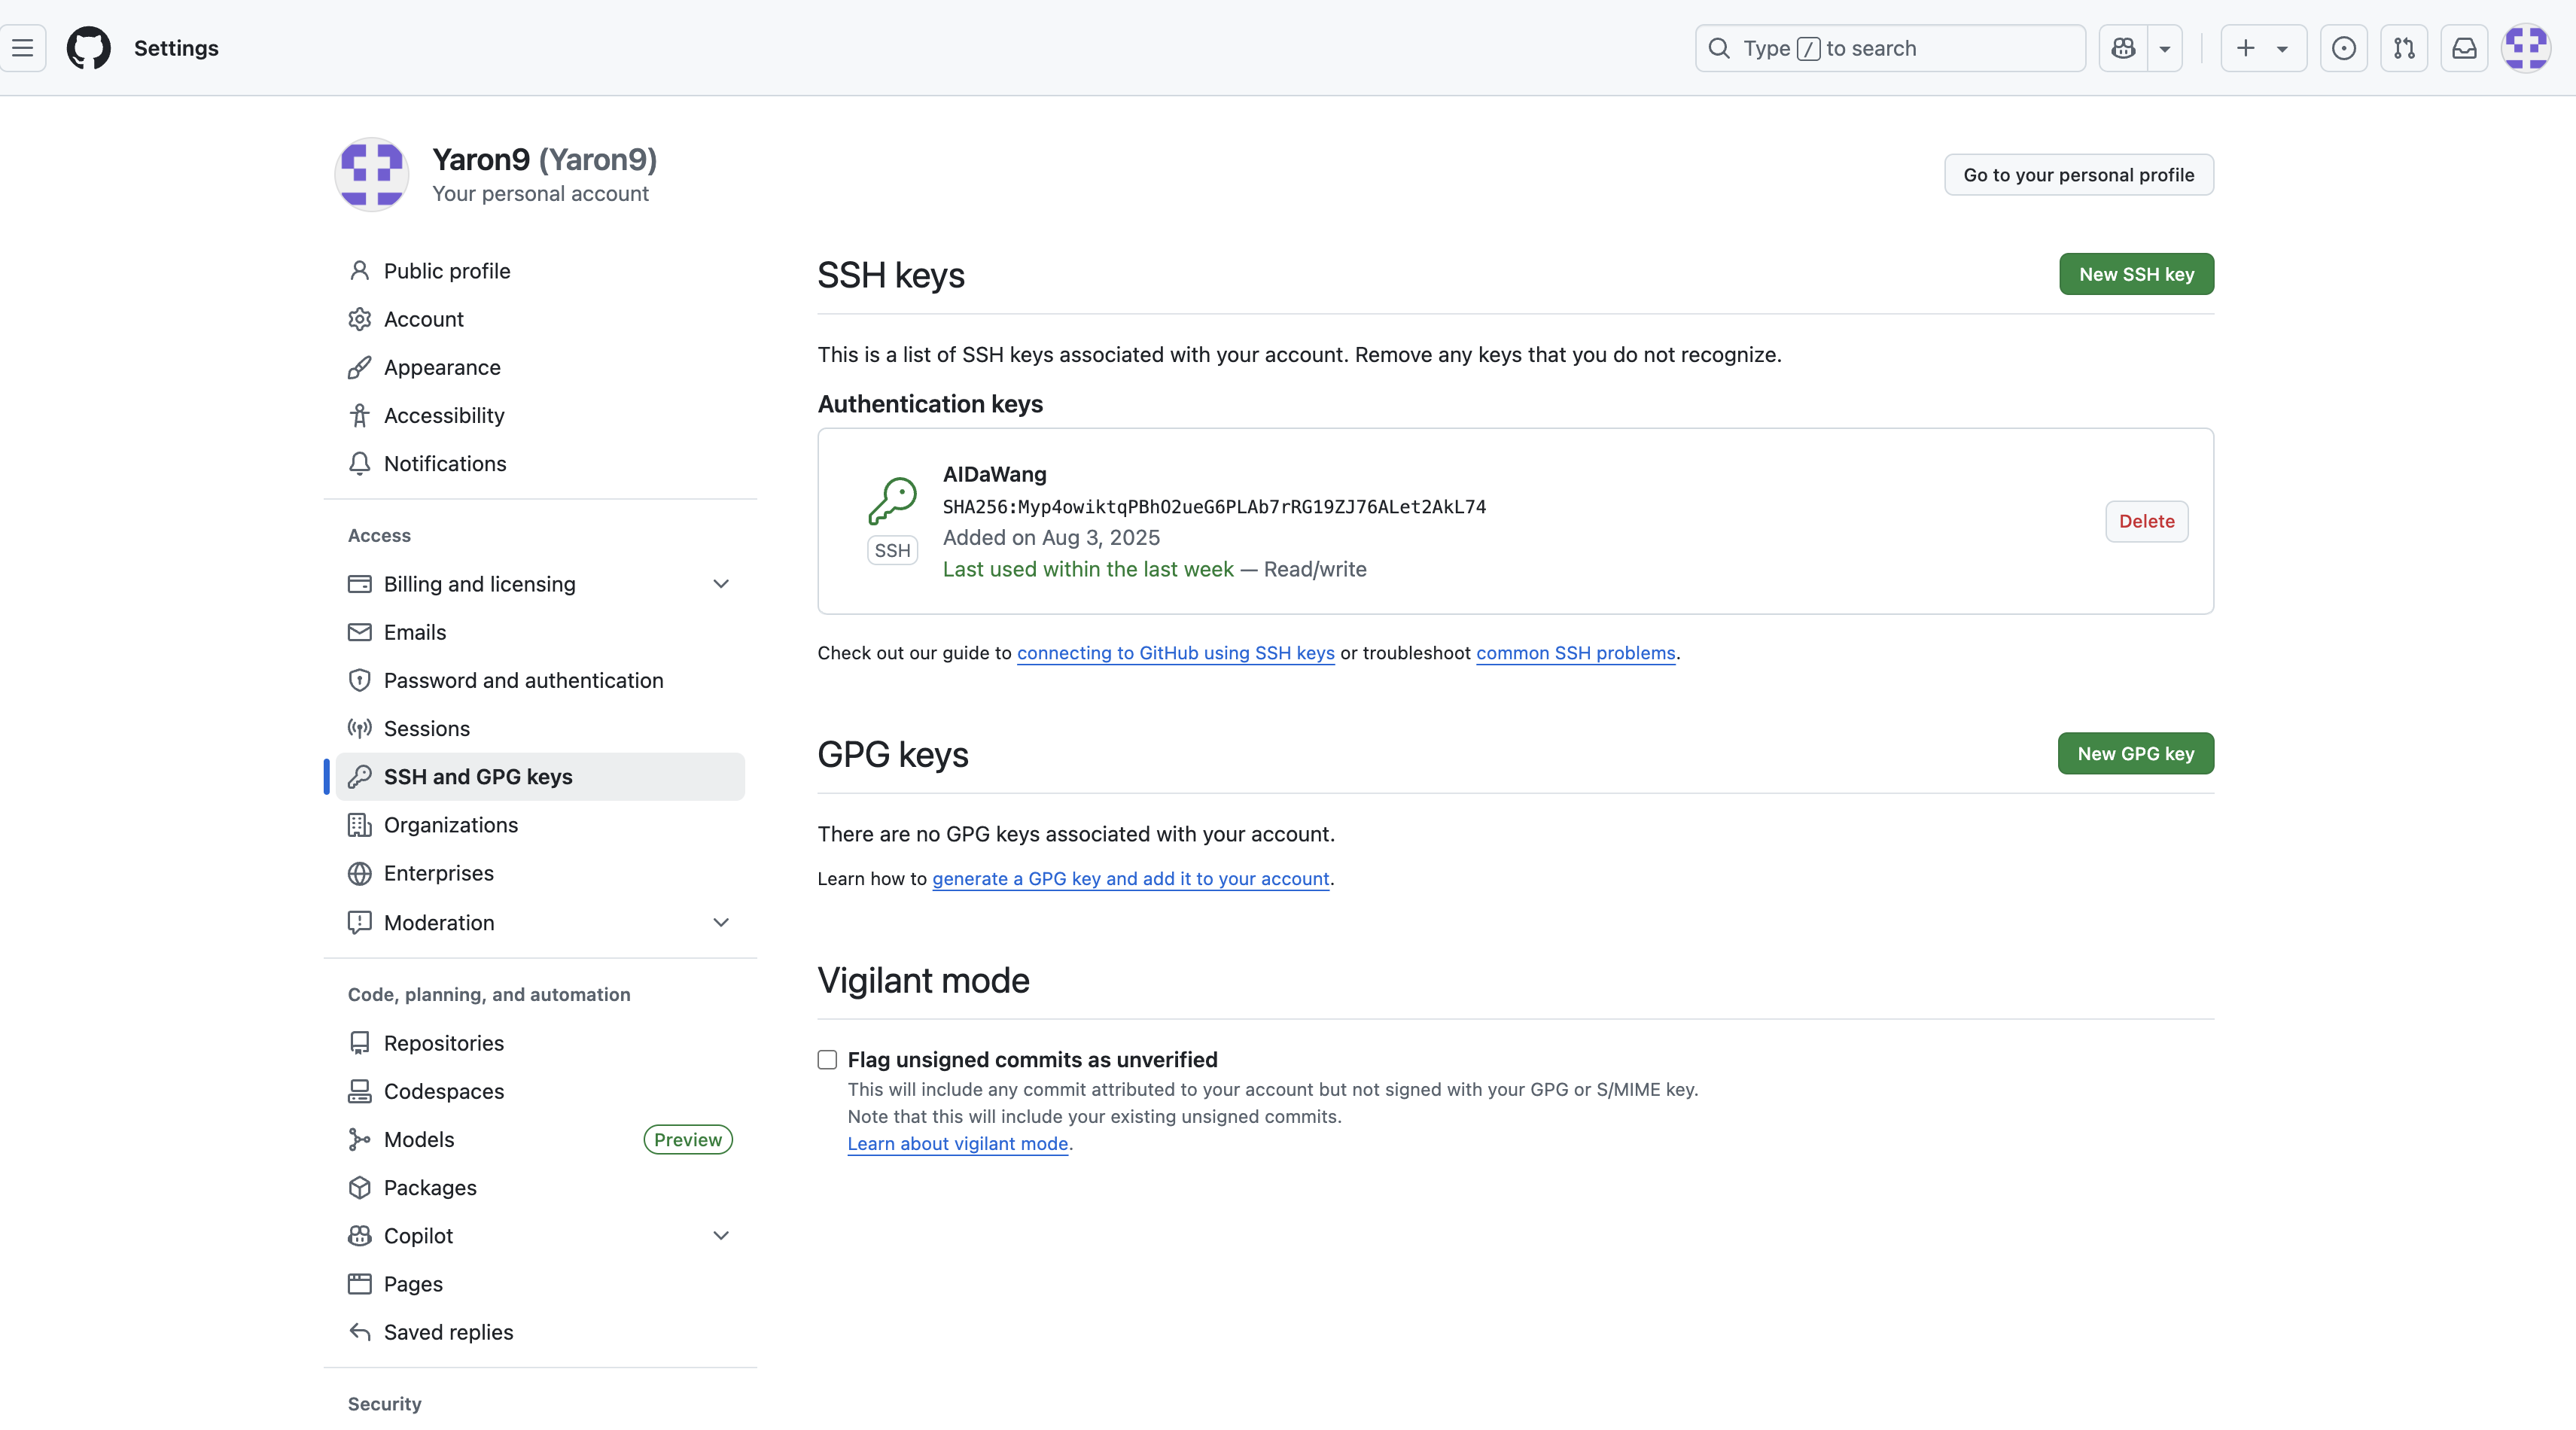 Settings
Type / to search
Yaron9 (Yaron9)
Your personal account
Go to your personal profile
Public profile
Account
Appearance
Accessibility
Notifications
Access
Billing and licensing
Emails
Password and authentication
Sessions
SSH and GPG keys
Organizations
Enterprises
Moderation
Code, planning, and automation
Repositories
Codespaces
Models
Preview
Packages
Copilot
Pages
Saved replies
Security
SSH keys
New SSH key
This is a list of SSH keys associated with your account. Remove any keys that you do not recognize.
Authentication keys
AIDaWang
SHA256:Myp4owiktqPBhO2ueG6PLAb7rRG19ZJ76ALet2AkL74
Added on Aug 3, 2025
Last used within the last week — Read/write
SSH
Delete
Check out our guide to connecting to GitHub using SSH keys or troubleshoot common SSH problems.
GPG keys
New GPG key
There are no GPG keys associated with your account.
Learn how to generate a GPG key and add it to your account.
Vigilant mode
Flag unsigned commits as unverified
This will include any commit attributed to your account but not signed with your GPG or S/MIME key.
Note that this will include your existing unsigned commits.
Learn about vigilant mode.